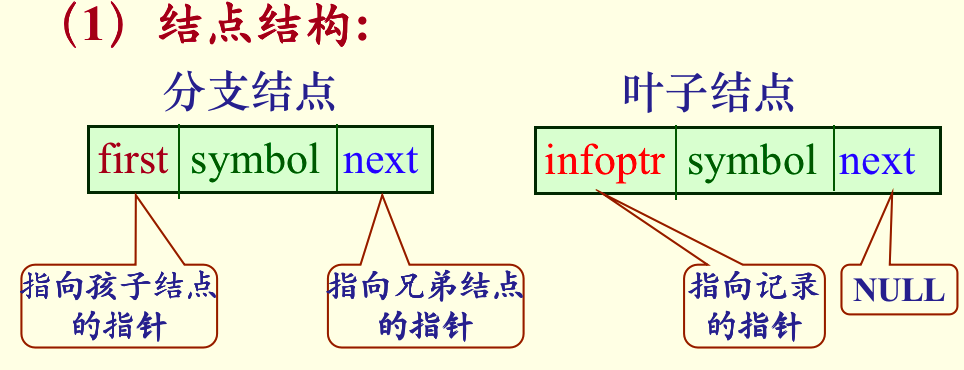 (1) 结点结构:
分支结点 叶子结点
first symbol next infoptr symbol next
指向孩子结点的指针
指向兄弟结点的指针
指向记录的指针
NULL